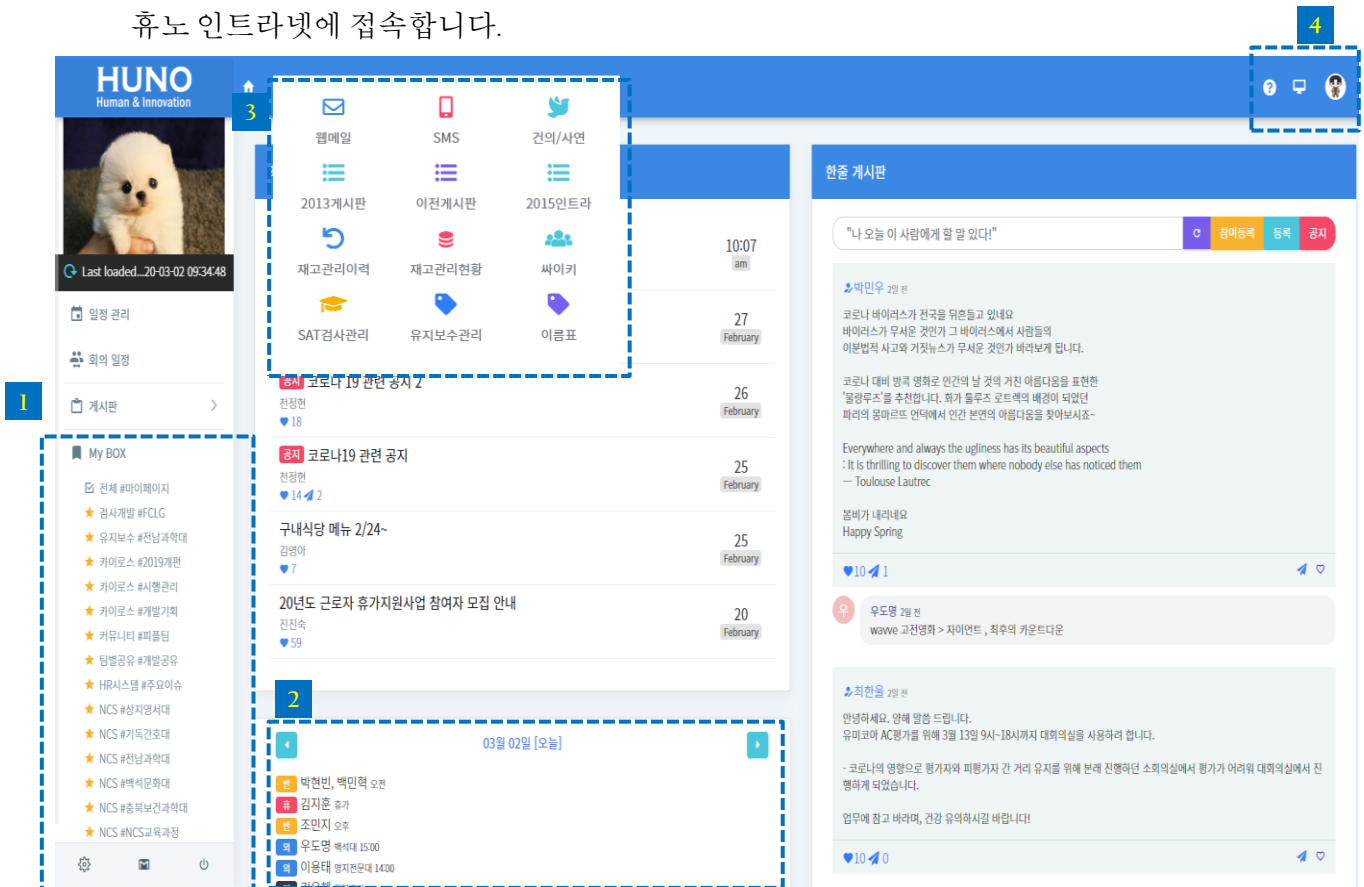 휴노 인트라넷에 접속합니다.
4
HUNO
Human & Innovation
3
웹메일
SMS
건의/사연
2013게시판
이전게시판
2015인트라
재고관리이력
재고관리현황
싸이키
SAT검사관리
유지보수관리
이름표
Last loaded...20-03-02 09:34:48
일정 관리
회의 일정
1
게시판
My BOX
전체 #마이페이지
검사개발 #FCLG
유지보수 #전남과학대
카이로스 #2019개편
카이로스 #시행관리
카이로스 #개발기획
커뮤니티 #피플팀
팀별공유 #개발공유
HR시스템 #주요이슈
NCS #상지영서대
NCS #기독간호대
NCS #전남과학대
NCS #백석문화대
NCS #충북보건과학대
NCS #NCS교육과정
10:07
am
27
February
공지 코로나 19 관련 공지 2
천정현
18
26
February
공지 코로나19 관련 공지
천정현
14 2
25
February
구내식당 메뉴 2/24~
김영아
7
25
February
20년도 근로자 휴가지원사업 참여자 모집 안내
진진숙
59
20
February
2
03월 02일 [오늘]
반 박현빈, 백민혁 오전
휴 김지훈 휴가
반 조민지 오후
외 우도명 백석대 15:00
외 이용태 명지전문대 14:00
한줄 게시판
"나 오늘 이 사람에게 할 말 있다!"
참여등록 등록 공지
박민우 2일 전
코로나 바이러스가 전국을 뒤흔들고 있네요
바이러스가 무서운 것인가 그 바이러스에서 사람들의
이분법적 사고와 거짓뉴스가 무서운 것인가 바라보게 됩니다.
코로나 대비 방콕 영화로 인간의 날 것의 거친 아름다움을 표현한
'물랑루즈'를 추천합니다. 화가 툴루즈 로트렉의 배경이 되었던
파리의 몽마르뜨 언덕에서 인간 본연의 아름다움을 찾아보시죠~
Everywhere and always the ugliness has its beautiful aspects
: It is thrilling to discover them where nobody else has noticed them
— Toulouse Lautrec
봄비가 내리네요
Happy Spring
10 1
우
우도명 2일 전
wavve 고전영화 > 자이언트 , 최후의 카운트다운
최한울 2일 전
안녕하세요. 양해 말씀 드립니다.
유미코아 AC평가를 위해 3월 13일 9시~18시까지 대회의실을 사용하려 합니다.
- 코로나의 영향으로 평가자와 피평가자 간 거리 유지를 위해 본래 진행하던 소회의실에서 평가가 어려워 대회의실에서 진
행하게 되었습니다.
업무에 참고 바라며, 건강 유의하시길 바랍니다!
10 0